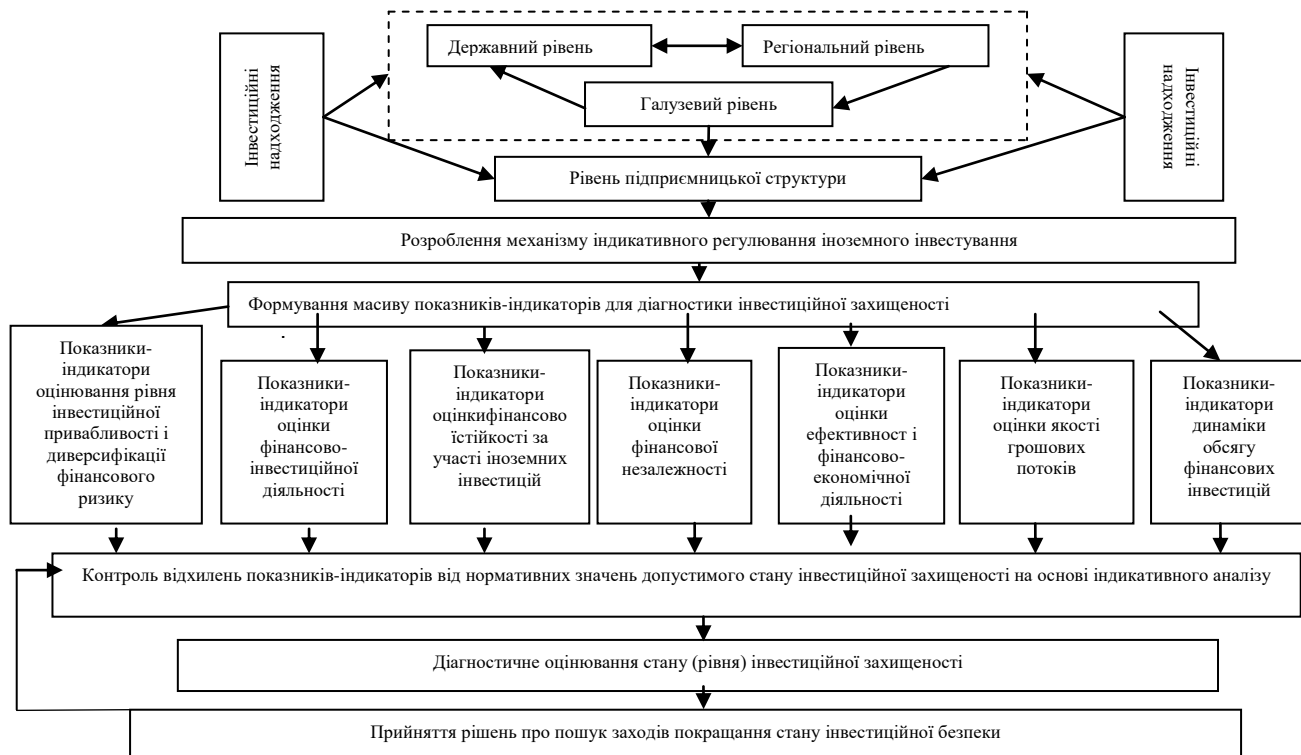 Державний рівень
Регіональний рівень
Галузевий рівень
Інвестиційні
надходження
Інвестиційні
надходження
Рівень підприємницької структури
Розроблення механізму індикативного регулювання іноземного інвестування
Формування масиву показників-індикаторів для діагностики інвестиційної захищеності
Показники-
індикатори
оцінювання рівня
інвестиційної
привабливості і
диверсифікації
фінансового
ризику
Показники-
індикатори
оцінки
фінансово-
інвестиційної
діяльності
Показники-
індикатори
оцінкифінансово
їстійкості за
участі іноземних
інвестицій
Показники-
індикатори
оцінки
фінансової
незалежності
Показники-
індикатори
оцінки
ефективност і
фінансово-
економічної
діяльності
Показники-
індикатори
оцінки якості
грошових
потоків
Показники-
індикатори
динаміки
обсягу
фінансових
інвестицій
Контроль відхилень показників-індикаторів від нормативних значень допустимого стану інвестиційної захищеності на основі індикативного аналізу
Діагностичне оцінювання стану (рівня) інвестиційної захищеності
Прийняття рішень про пошук заходів покращання стану інвестиційної безпеки